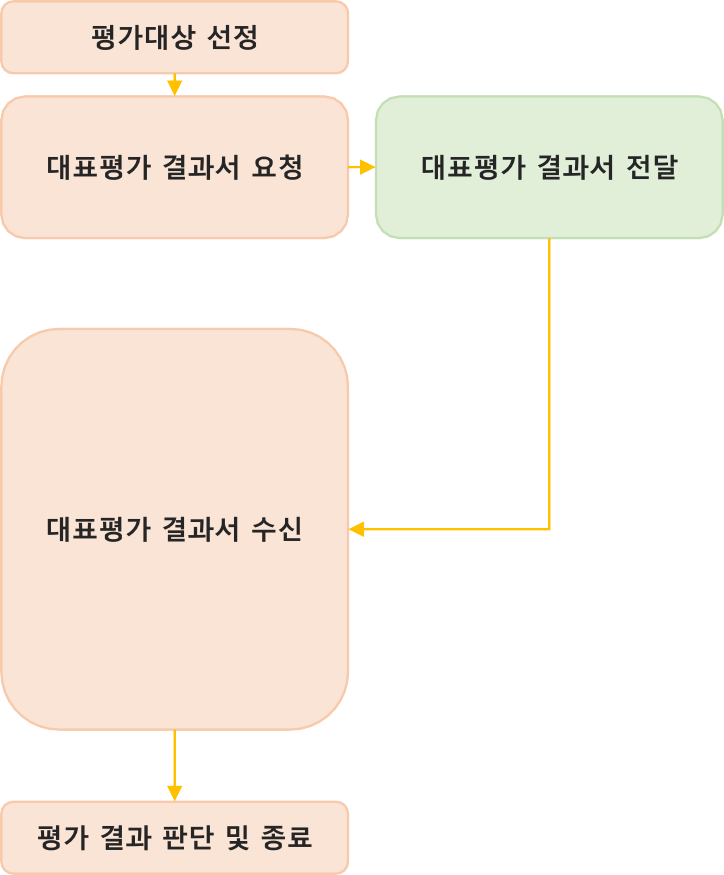 평가대상 선정
대표평가 결과서 요청
대표평가 결과서 전달
대표평가 결과서 수신
평가 결과 판단 및 종료